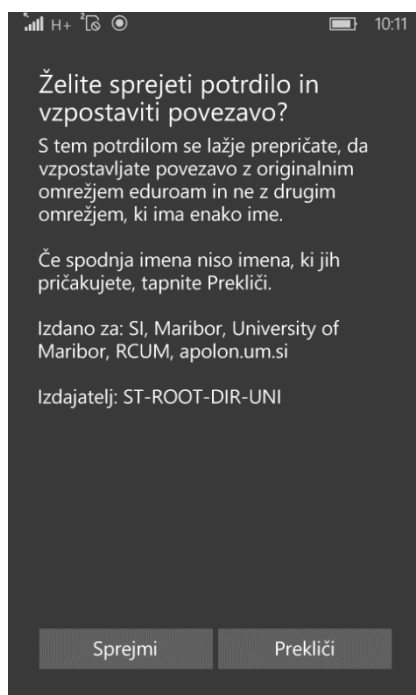 H+ 2 10:11
Želite sprejeti potrdilo in
vzpostaviti povezavo?
S tem potrdilom se lažje prepričate, da
vzpostavljate povezavo z originalnim
omrežjem eduroam in ne z drugim
omrežjem, ki ima enako ime.
Če spodnja imena niso imena, ki jih
pričakujete, tapnite Prekliči.
Izdano za: SI, Maribor, University of
Maribor, RCUM, apolon.um.si
Izdajatelj: ST-ROOT-DIR-UNI
Sprejmi Prekliči